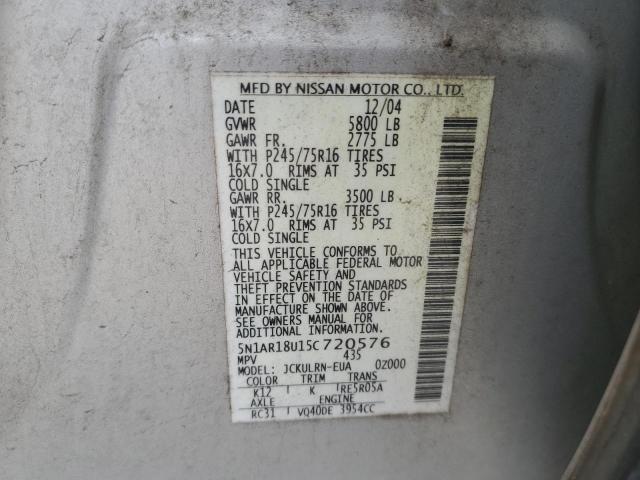 MFD BY NISSAN MOTOR CO., LTD.
DATE 12/04
GVWR 5800 LB
GAWR FR. 2775 LB
WITH P245/75R16 TIRES
16X7.0 RIMS AT 35 PSI
COLD SINGLE
GAWR RR. 3500 LB
WITH P245/75R16 TIRES
16X7.0 RIMS AT 35 PSI
COLD SINGLE
THIS VEHICLE CONFORMS TO
ALL APPLICABLE FEDERAL MOTOR
VEHICLE SAFETY AND
THEFT PREVENTION STANDARDS
IN EFFECT ON THE DATE OF
MANUFACTURE SHOWN ABOVE.
SEE OWNERS MANUAL FOR
ADDITIONAL INFORMATION.
5N1AR18U15C720576
MPV 435
MODEL: JCKULRN-EUA 0Z000
COLOR TRIM TRANS
K12 K RE5R05A
AXLE ENGINE
RC31 VQ40DE 3954CC